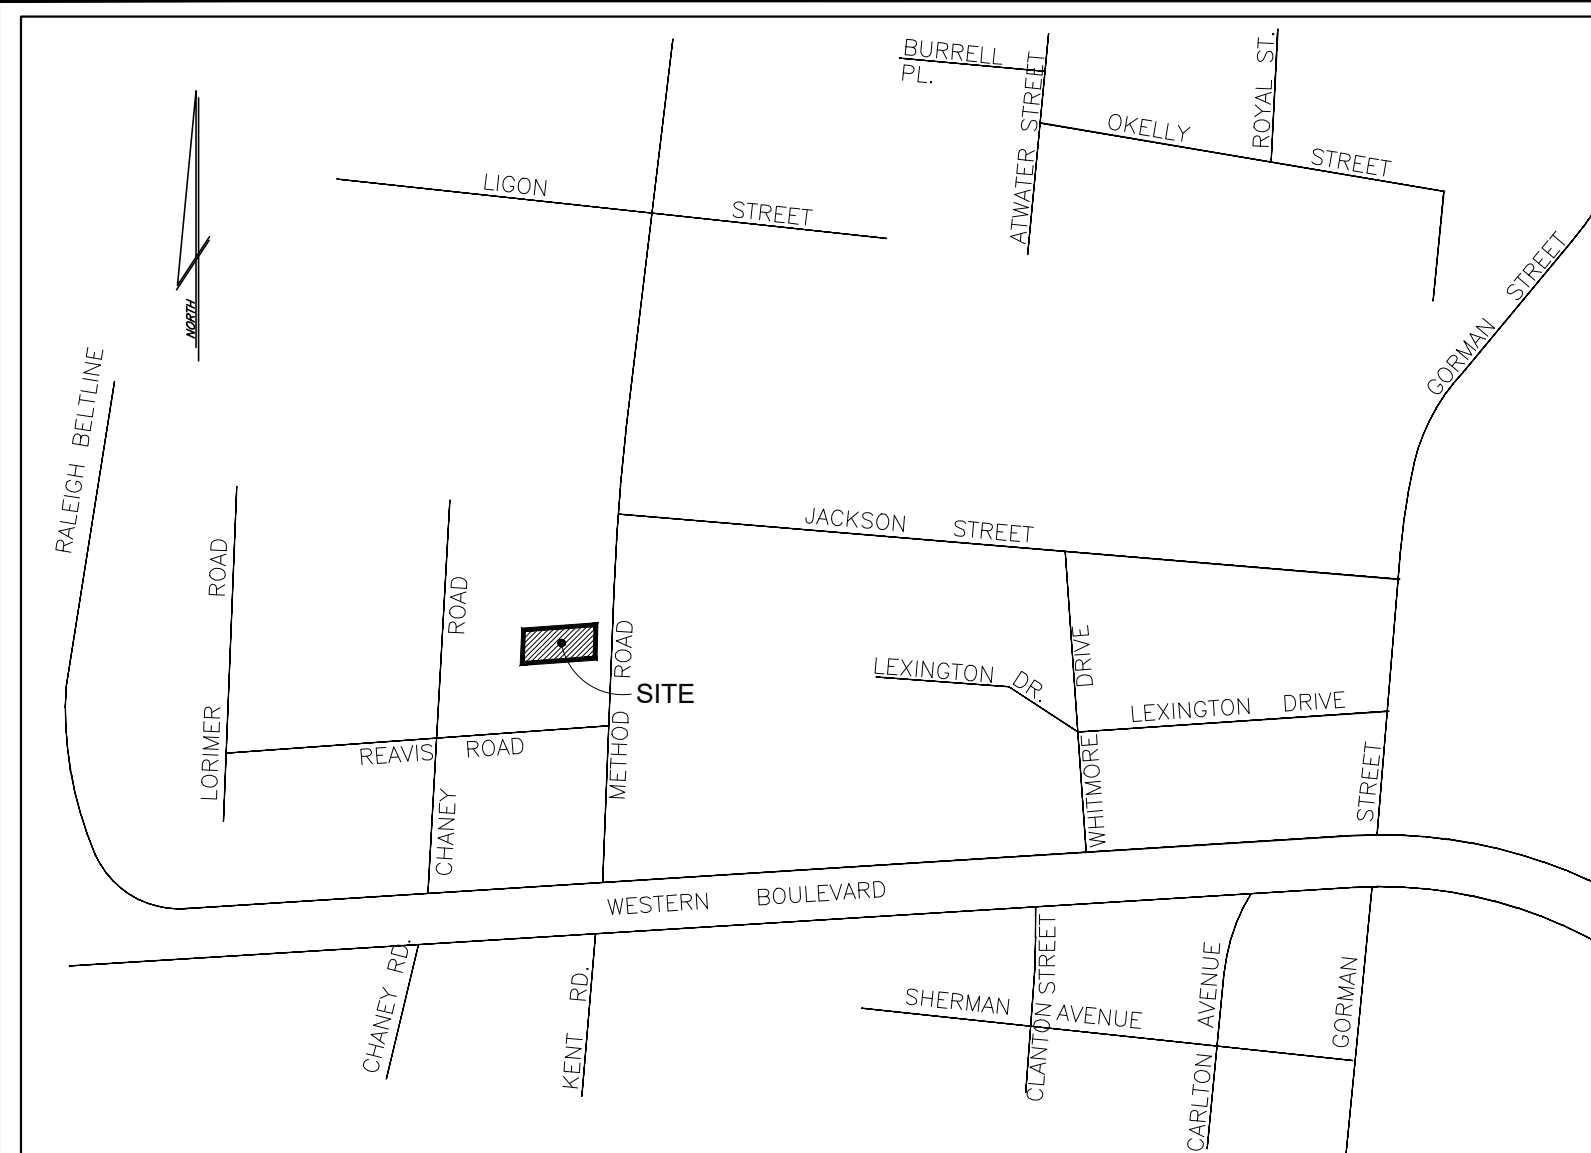 BURRELL
PL.
ATWATER STREET
ROYAL ST.
OKELLY STREET
LIGON STREET
GORMAN STREET
NORTH
RALEIGH BELTLINE
JACKSON STREET
LORIMER ROAD
CHANEY ROAD
METHOD ROAD
SITE
REAVIS ROAD
LEXINGTON DR.
WHITMORE DRIVE
LEXINGTON DRIVE
GORMAN STREET
WESTERN BOULEVARD
CHANEY RD.
KENT RD.
SHERMAN AVENUE
CLANTON STREET
CARLTON AVENUE